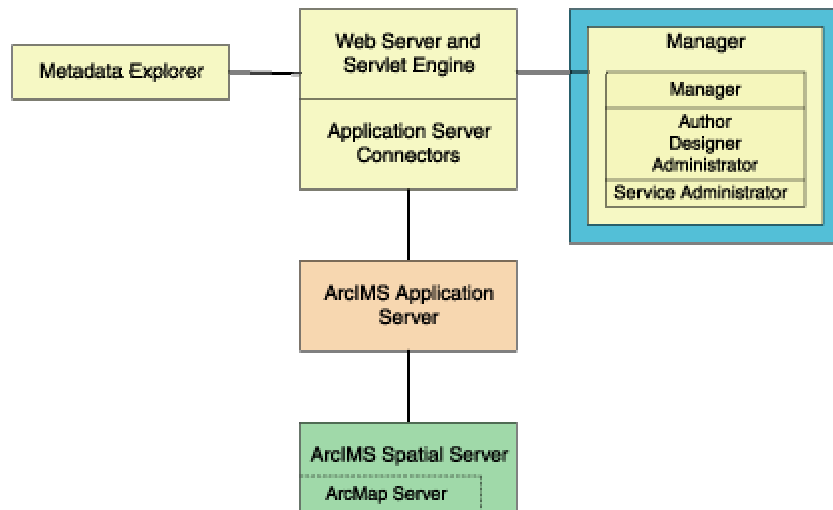 Metadata Explorer
Web Server and
Servlet Engine
Application Server
Connectors
Manager
Manager
Author
Designer
Administrator
Service Administrator
ArcIMS Application
Server
ArcIMS Spatial Server
ArcMap Server